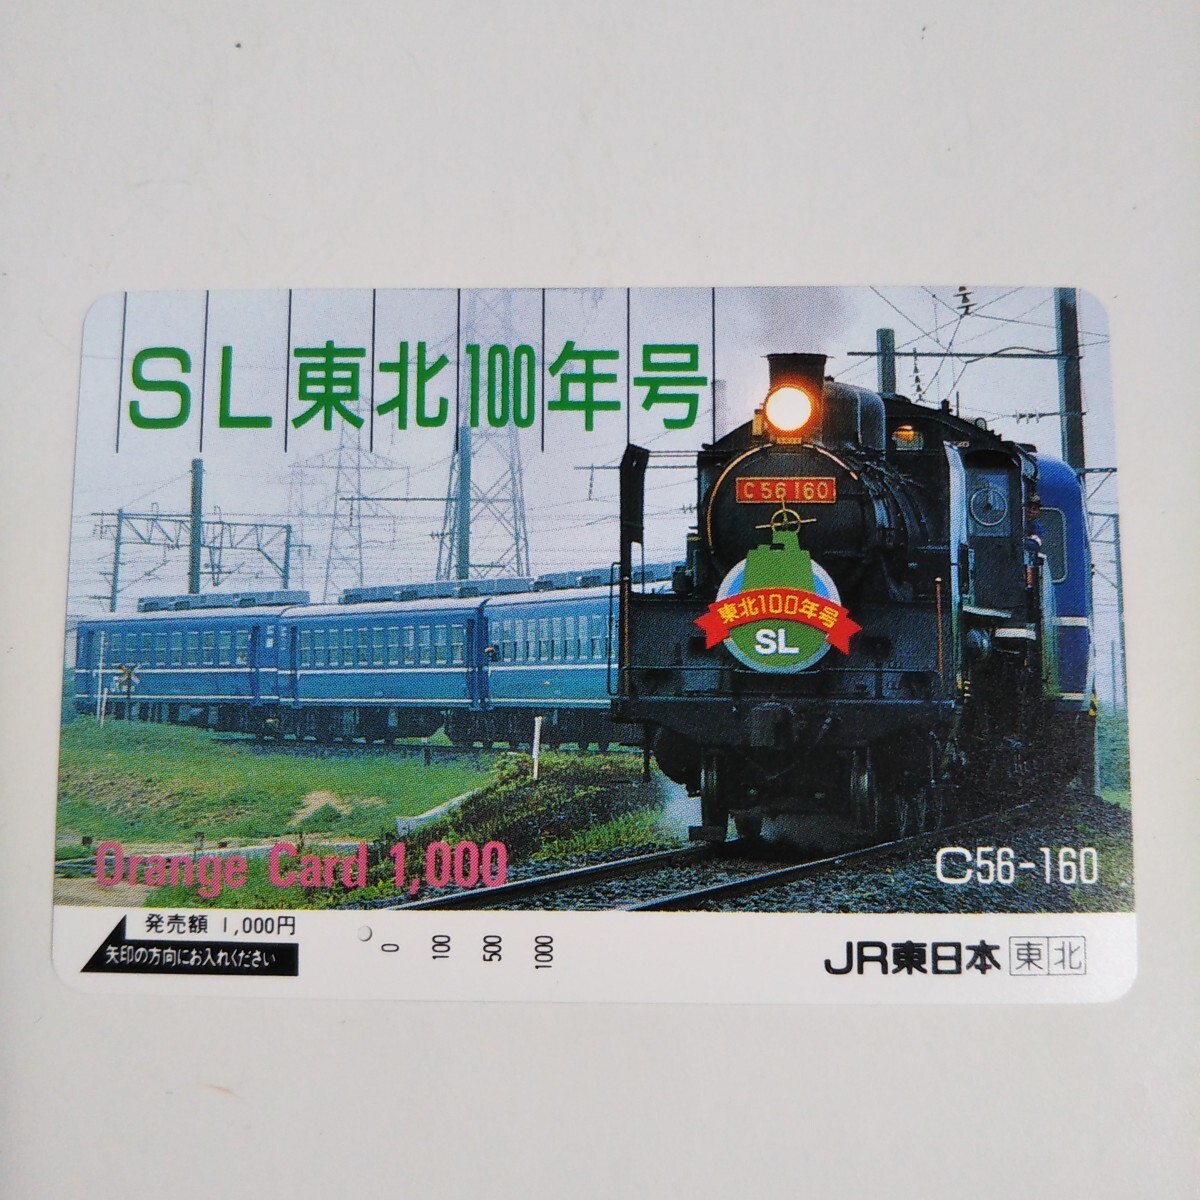 SL東北100年号
C56 160
東北100年号
SL
Orange Card 1,000
C56-160
発売額 1,000円
矢印の方向にお入れください
0 100 500 1000
JR東日本 東北